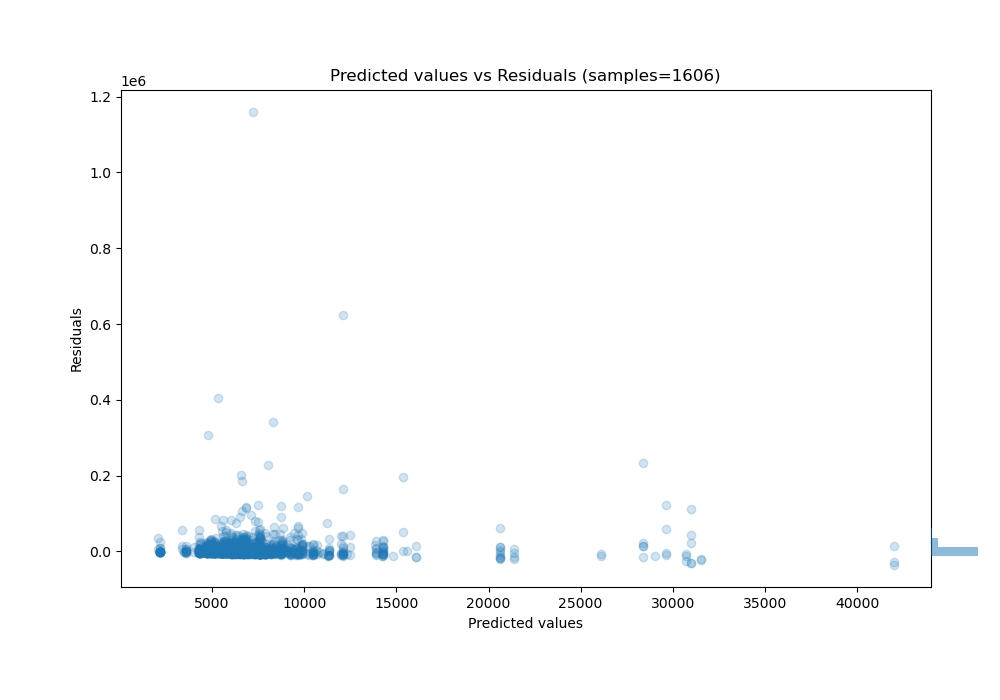 Predicted values vs Residuals (samples=1606)
1e6
1.2
1.0
0.8
0.6
0.4
0.2
0.0
Residuals
5000 10000 15000 20000 25000 30000 35000 40000
Predicted values